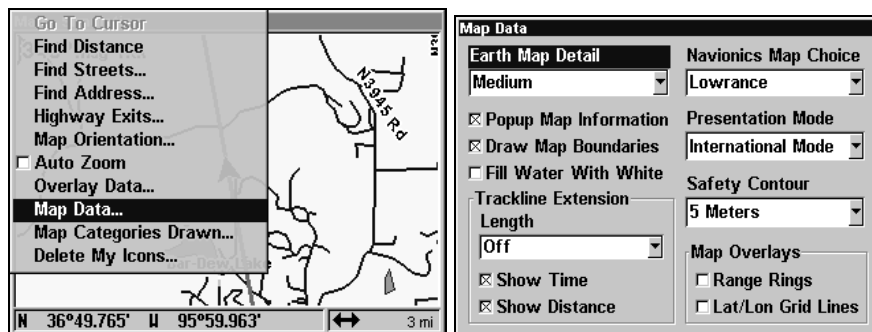 Go To Cursor
Find Distance
Find Streets...
Find Address...
Highway Exits...
Map Orientation...
Auto Zoom
Overlay Data...
Map Data...
Map Categories Drawn...
Delete My Icons...
N3945 Rd
N 36°49.765' W 95°59.963'
3 mi
Map Data
Earth Map Detail
Medium
Popup Map Information
Draw Map Boundaries
Fill Water With White
Trackline Extension
Length
Off
Show Time
Show Distance
Navionics Map Choice
Lowrance
Presentation Mode
International Mode
Safety Contour
5 Meters
Map Overlays
Range Rings
Lat/Lon Grid Lines